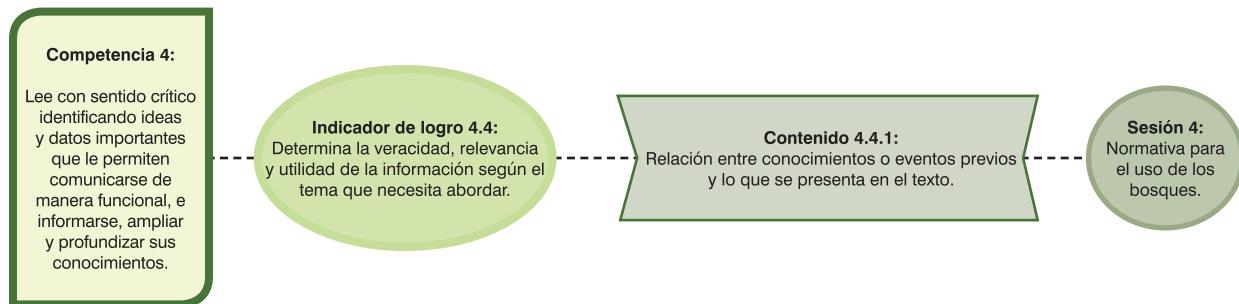 Competencia 4:
Lee con sentido crítico
identificando ideas
y datos importantes
que le permiten
comunicarse de
manera funcional, e
informarse, ampliar
y profundizar sus
conocimientos.
Indicador de logro 4.4:
Determina la veracidad, relevancia
y utilidad de la información según el
tema que necesita abordar.
Contenido 4.4.1:
Relación entre conocimientos o eventos previos
y lo que se presenta en el texto.
Sesión 4:
Normativa para
el uso de los
bosques.